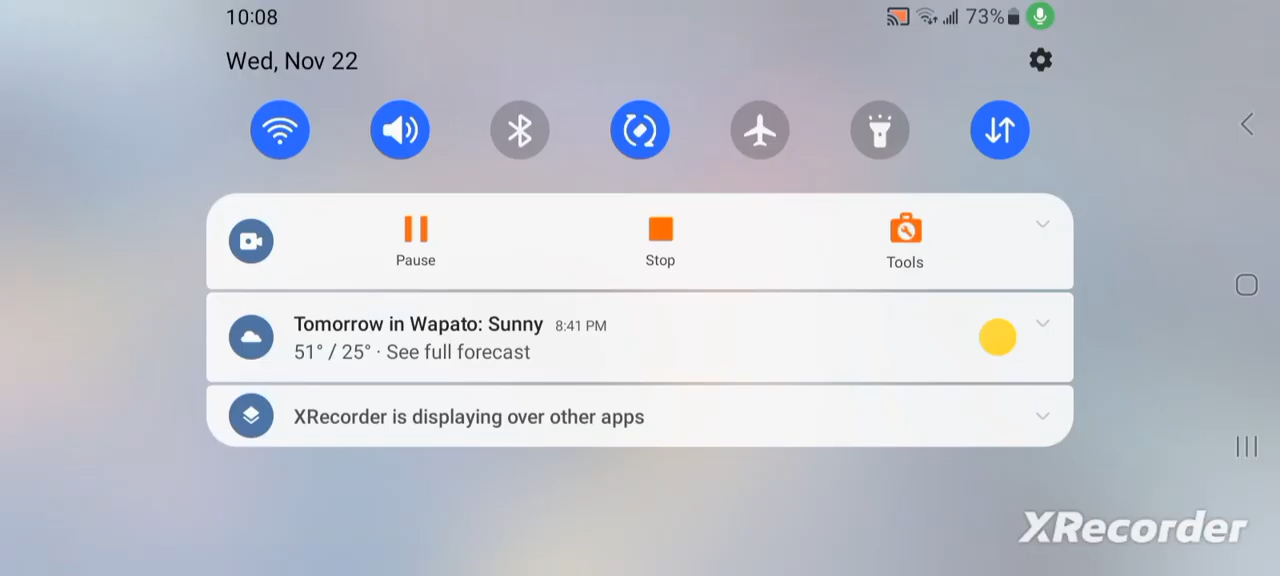 10:08
73%
Wed, Nov 22
Pause
Stop
Tools
Tomorrow in Wapato: Sunny 8:41 PM
51° / 25° · See full forecast
XRecorder is displaying over other apps
XRecorder